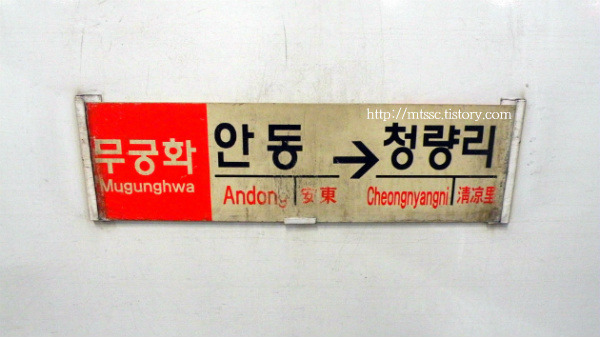 http://mtssc.tistory.com
무궁화 안동 → 청량리
Mugunghwa Andong 安東 Cheongnyangni 清凉里